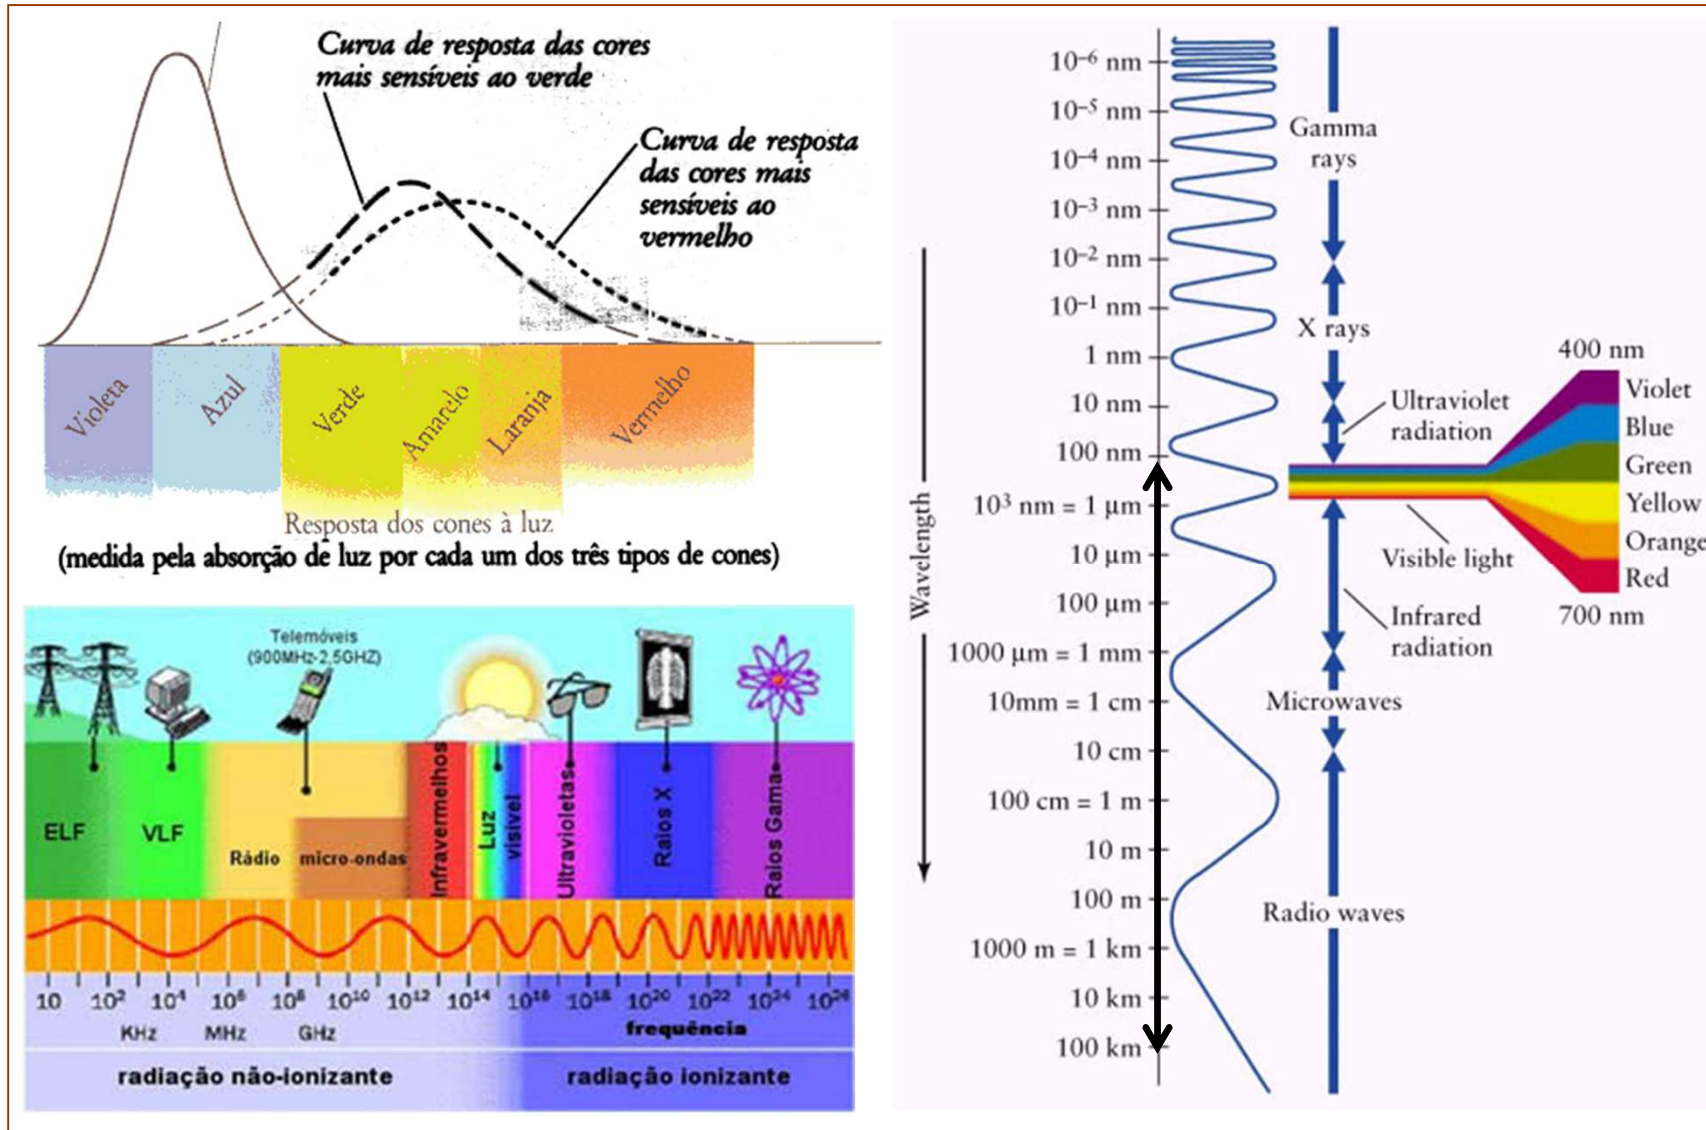 Curva de resposta das cores
mais sensíveis ao verde
Curva de resposta
das cores mais
sensíveis ao
vermelho
Violeta
Azul
Verde
Amarelo
Laranja
Vermelho
Resposta dos cones à luz
(medida pela absorção de luz por cada um dos três tipos de cones)
Telemóveis
(900MHz-2,5GHZ)
ELF
VLF
Rádio
micro-ondas
Infravermelhos
Luz
visível
Ultravioletas
Raios X
Raios Gama
10 10² 10⁴ 10⁶ 10⁸ 10¹⁰ 10¹² 10¹⁴ 10¹⁶ 10¹⁸ 10²⁰ 10²² 10²⁴ 10²⁶
KHz MHz GHz frequência
radiação não-ionizante radiação ionizante
Wavelength
10⁻⁶ nm
10⁻⁵ nm
10⁻⁴ nm
10⁻³ nm
10⁻² nm
10⁻¹ nm
1 nm
10 nm
100 nm
10³ nm = 1 µm
10 µm
100 µm
1000 µm = 1 mm
10mm = 1 cm
10 cm
100 cm = 1 m
10 m
100 m
1000 m = 1 km
10 km
100 km
Gamma
rays
X rays
Ultraviolet
radiation
Visible light
Infrared
radiation
Microwaves
Radio waves
400 nm
Violet
Blue
Green
Yellow
Orange
Red
700 nm